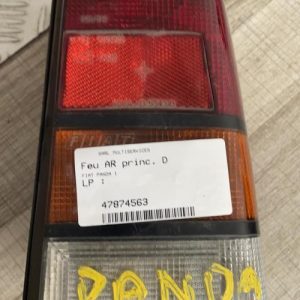 SARL MULTISERVICES
Feu AR princ. D
FIAT PANDA 1
LP :
47874563
PANDA